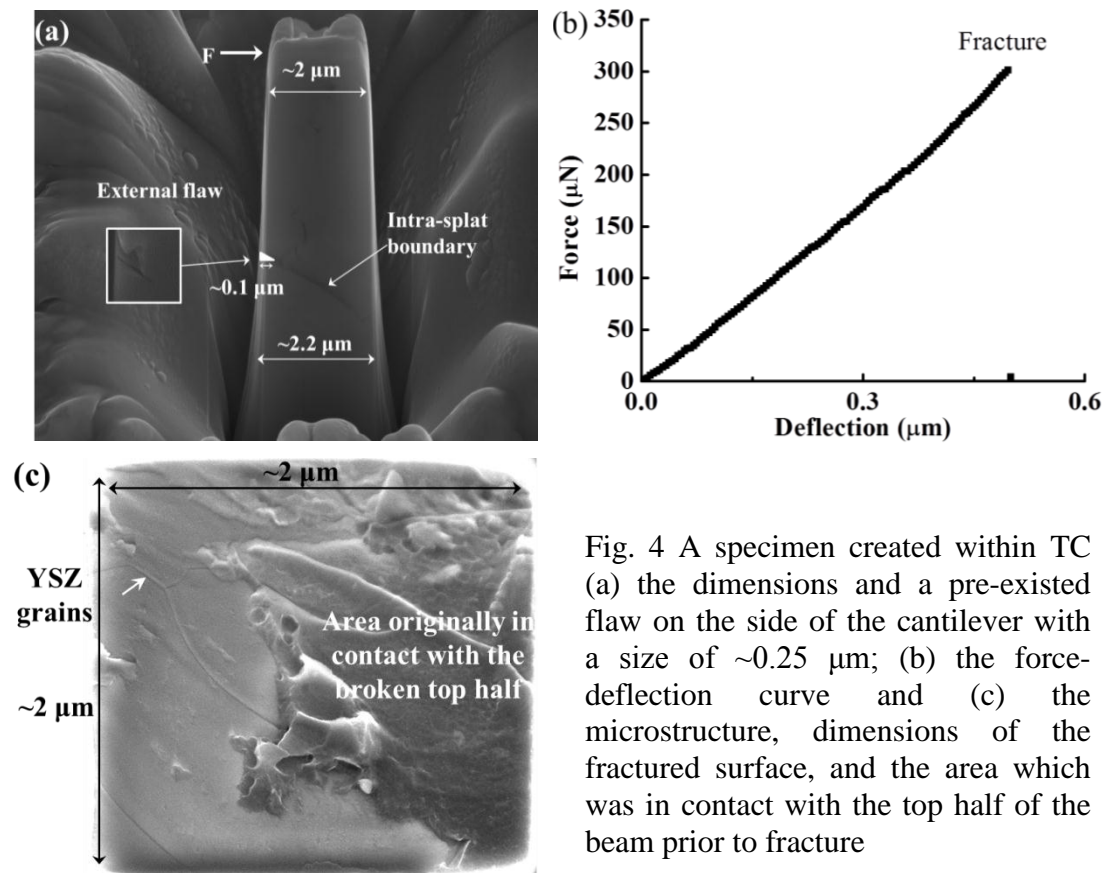 (a)
F
~2 μm
External flaw
Intra-splat
boundary
~0.1 μm
~2.2 μm
(b)
Fracture
Force (μN)
350
300
250
200
150
100
50
0
0.0
0.3
0.6
Deflection (μm)
(c)
~2 μm
YSZ
grains
~2 μm
Area originally in
contact with the
broken top half
Fig. 4 A specimen created within TC
(a) the dimensions and a pre-existed
flaw on the side of the cantilever with
a size of ~0.25 μm; (b) the force-
deflection curve and (c) the
microstructure, dimensions of the
fractured surface, and the area which
was in contact with the top half of the
beam prior to fracture